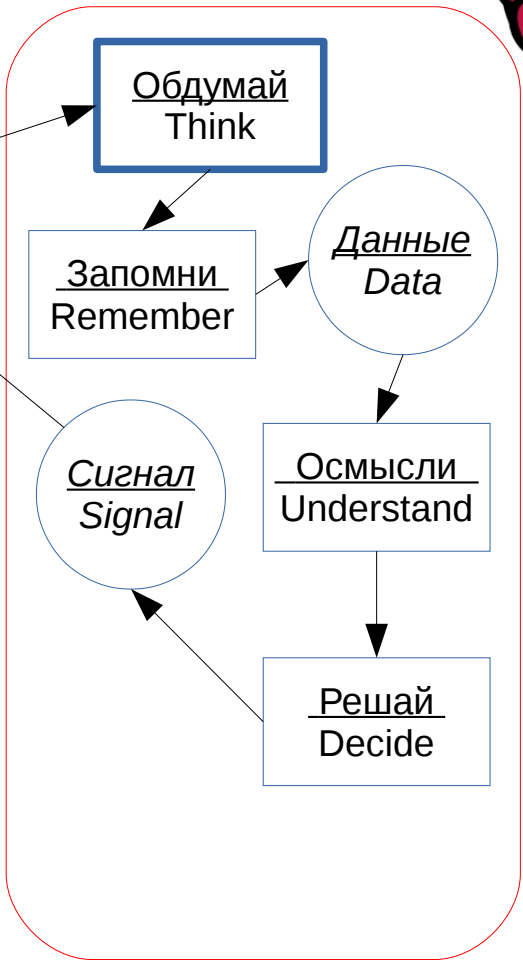 Обдумай
Think
Запомни
Remember
Данные
Data
Осмысли
Understand
Сигнал
Signal
Решай
Decide